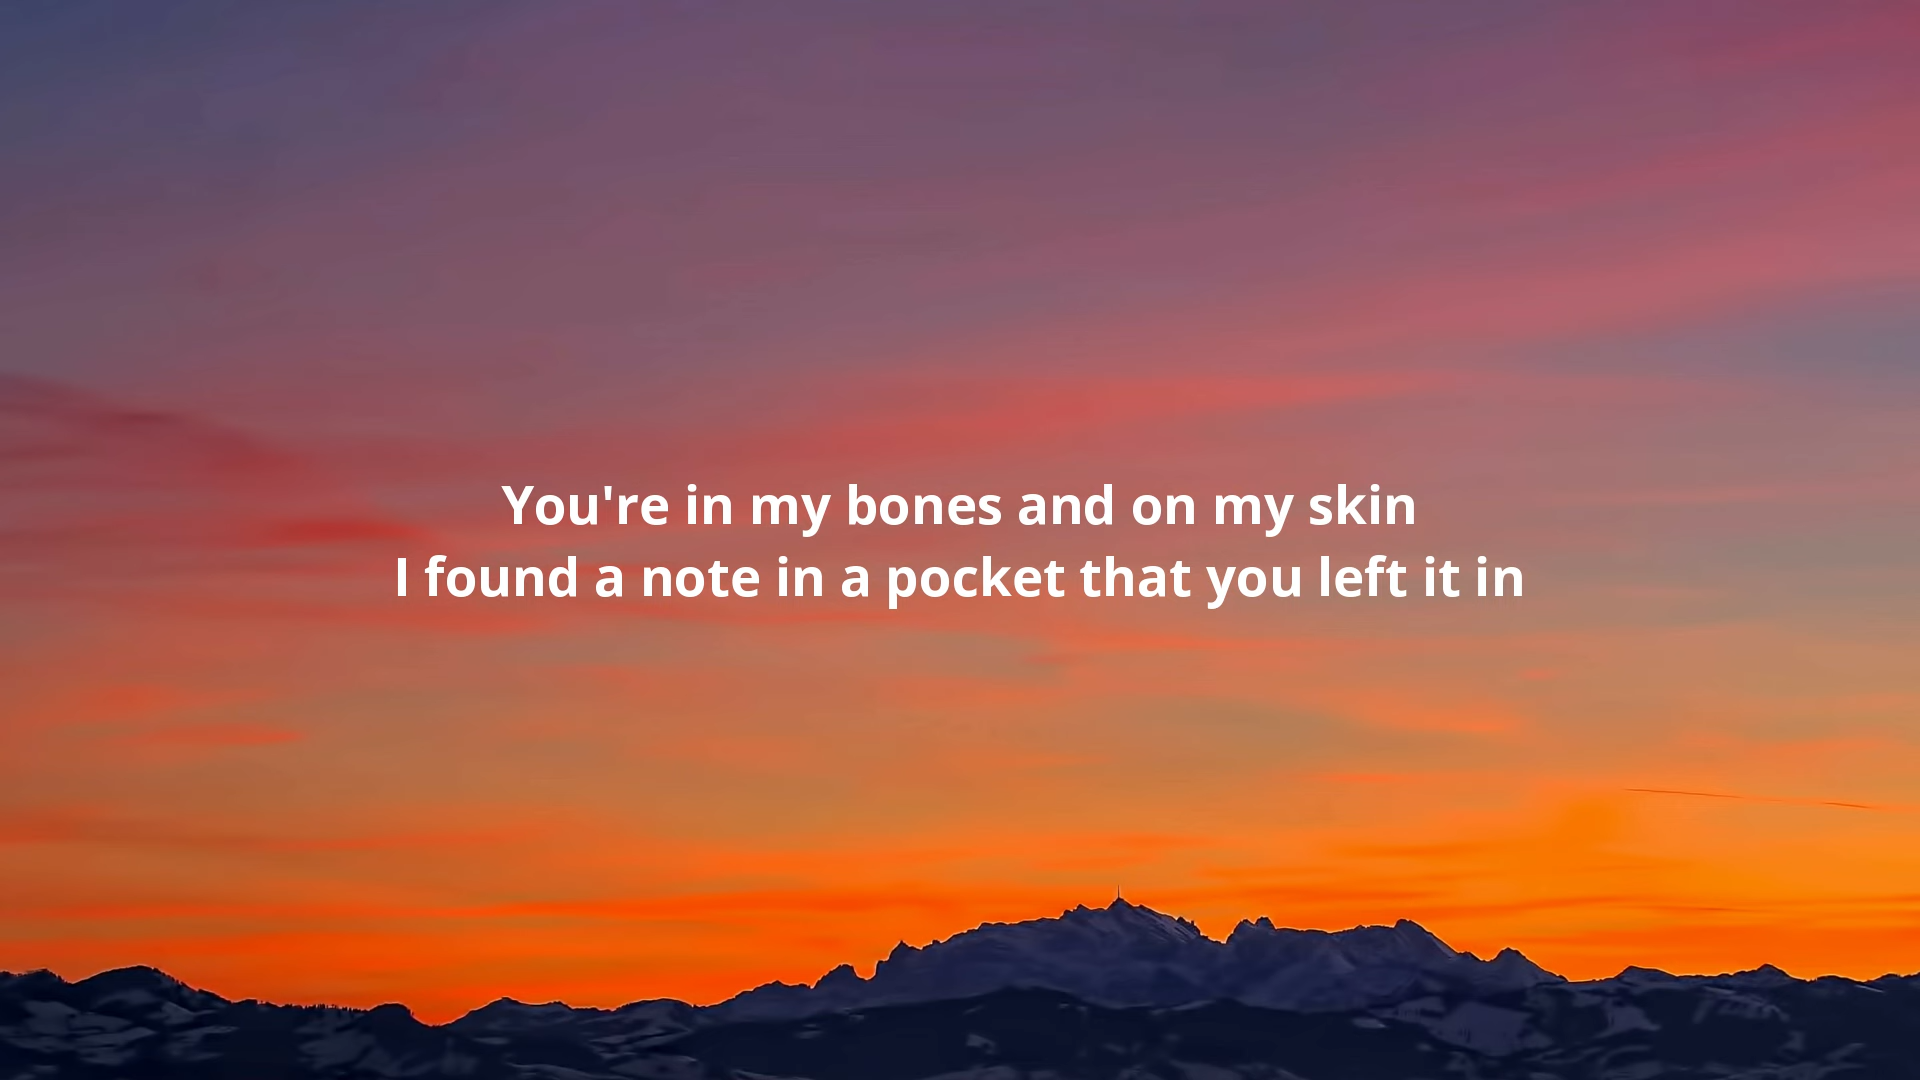 You're in my bones and on my skin
I found a note in a pocket that you left it in